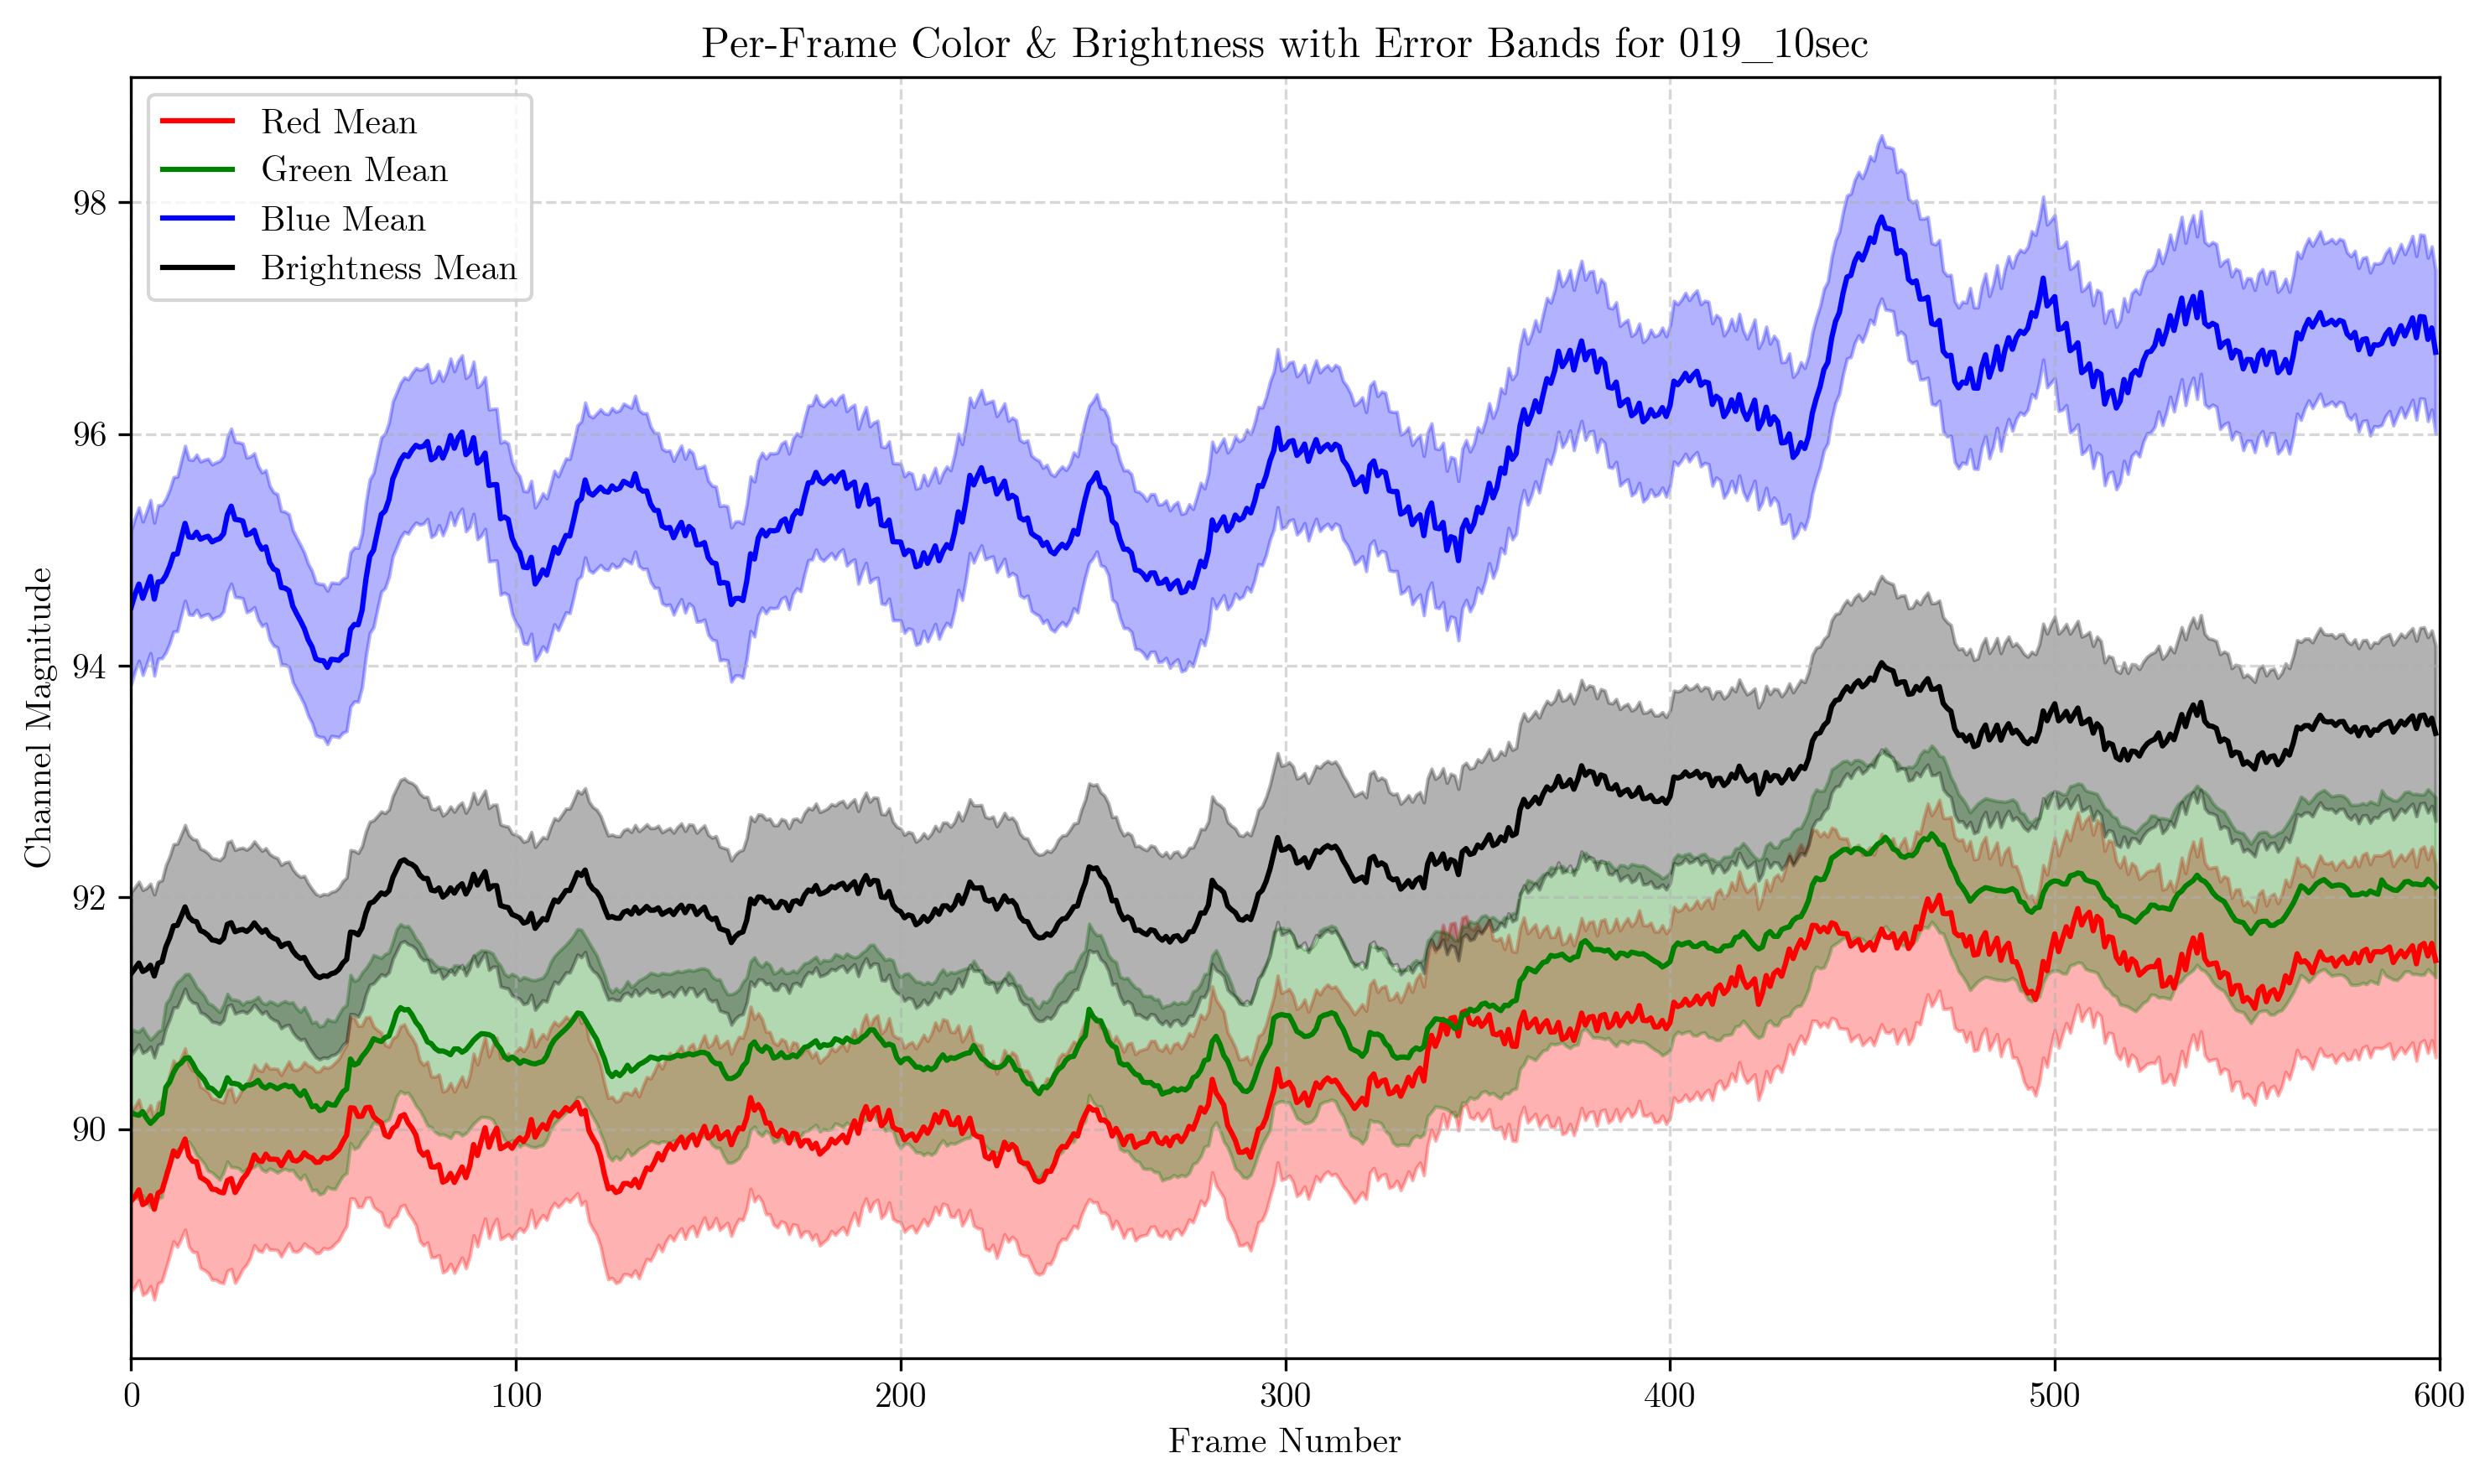 Per-Frame Color & Brightness with Error Bands for 019_10sec
Red Mean
Green Mean
Blue Mean
Brightness Mean
Channel Magnitude
98
96
94
92
90
0 100 200 300 400 500 600
Frame Number